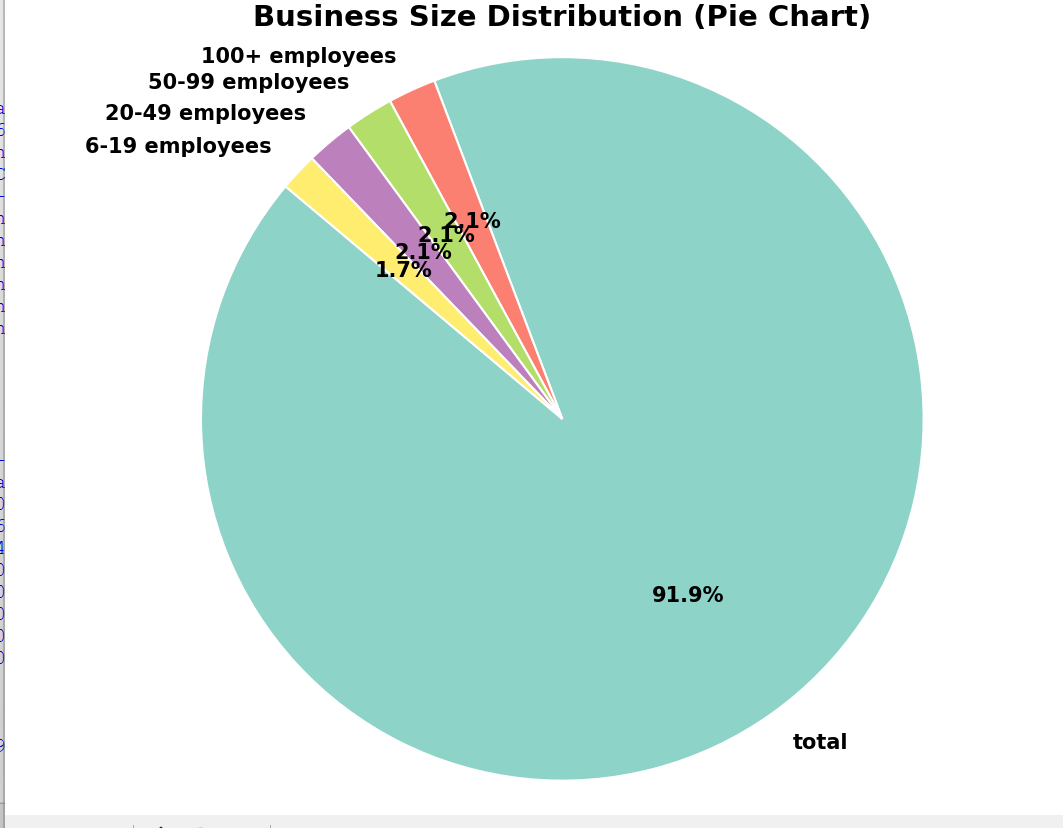 Business Size Distribution (Pie Chart)
100+ employees
50-99 employees
20-49 employees
6-19 employees
2.1%
2.1%
2.1%
1.7%
91.9%
total